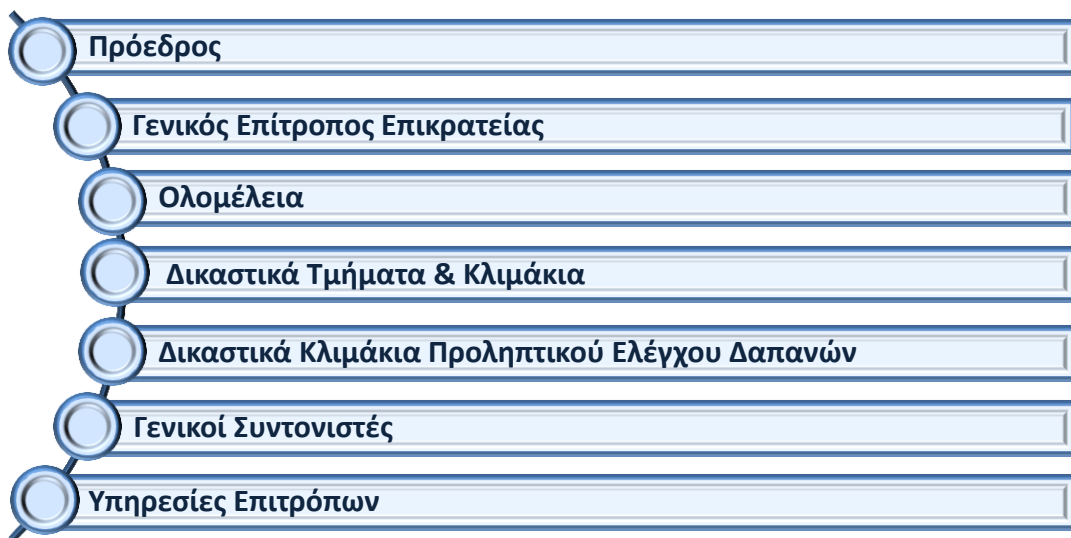 Πρόεδρος
Γενικός Επίτροπος Επικρατείας
Ολομέλεια
Δικαστικά Τμήματα & Κλιμάκια
Δικαστικά Κλιμάκια Προληπτικού Ελέγχου Δαπανών
Γενικοί Συντονιστές
Υπηρεσίες Επιτρόπων